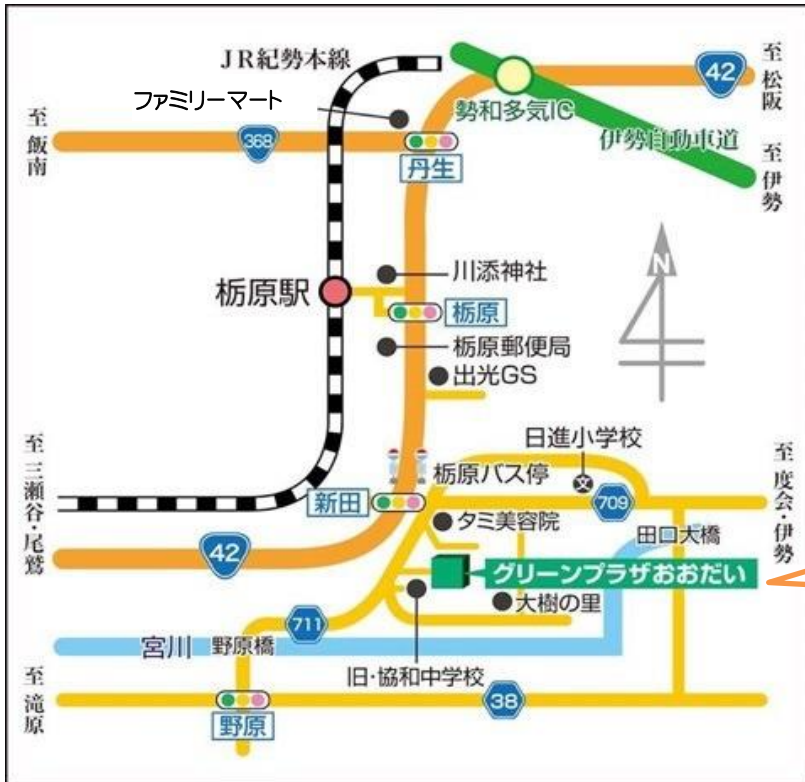 JR紀勢本線
42
至松阪
ファミリーマート
勢和多気IC
至飯南
368
伊勢自動車道
丹生
至伊勢
N
川添神社
栃原駅
栃原
栃原郵便局
出光GS
日進小学校
至三瀬谷・尾鷲
栃原バス停
文
至度会・伊勢
新田
709
タミ美容院
田口大橋
42
グリーンプラザおおだい
大樹の里
711
宮川
野原橋
旧・協和中学校
至滝原
38
野原